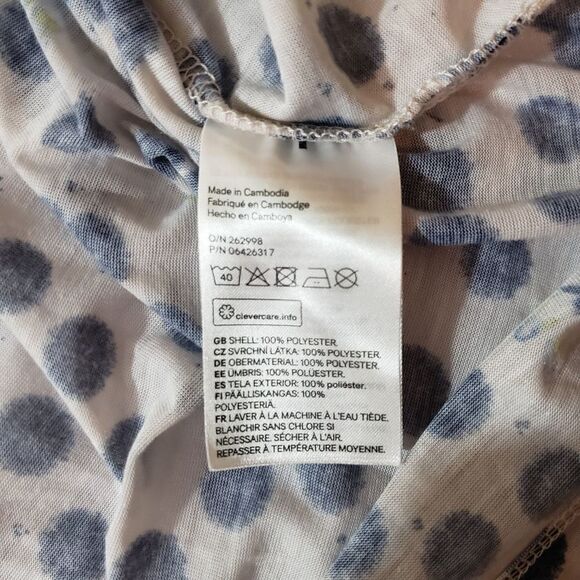 Made in Cambodia
Fabriqué en Cambodge
Hecho en Camboya
O/N 262998
P/N 06426317
40
clevercare.info
GB SHELL: 100% POLYESTER.
CZ SVRCHNÍ LÁTKA: 100% POLYESTER.
DE OBERMATERIAL: 100% POLYESTER.
EE ÜMBRIS: 100% POLÜESTER.
ES TELA EXTERIOR: 100% poliéster.
FI PÄÄLLISKANGAS: 100%
POLYESTERIÄ.
FR LAVER À LA MACHINE À L'EAU TIÈDE.
BLANCHIR SANS CHLORE SI
NÉCESSAIRE. SÉCHER À L'AIR.
REPASSER À TEMPÉRATURE MOYENNE.